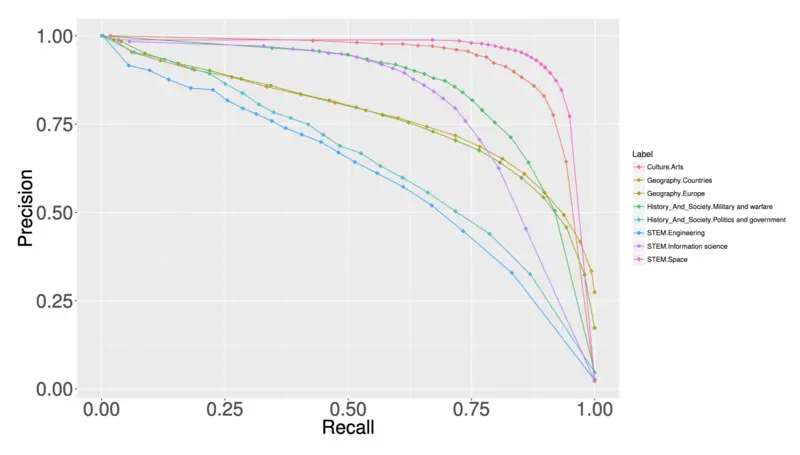 1.00
0.75
0.50
0.25
0.00
Precision
0.00 0.25 0.50 0.75 1.00
Recall
Label
Culture.Arts
Geography.Countries
Geography.Europe
History_And_Society.Military and warfare
History_And_Society.Politics and government
STEM.Engineering
STEM.Information science
STEM.Space